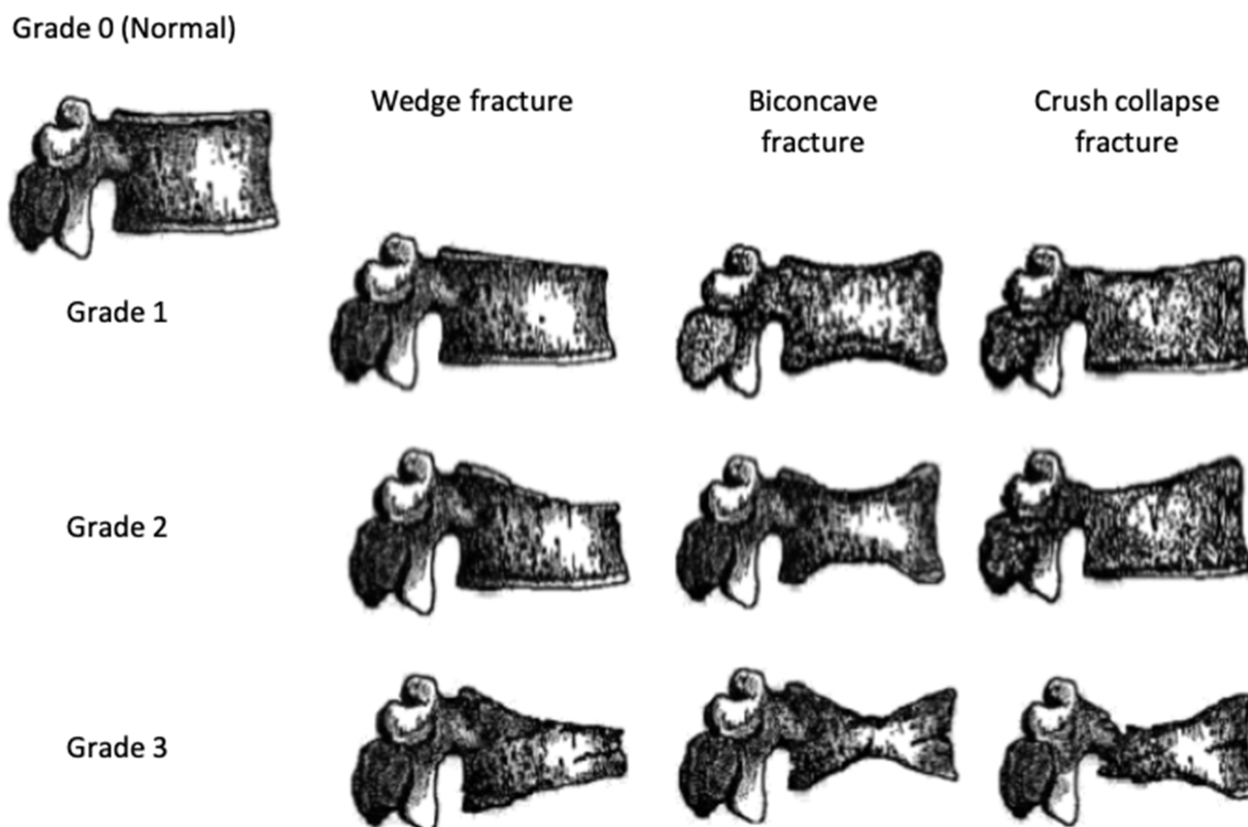 Grade 0 (Normal)
Wedge fracture
Biconcave
fracture
Crush collapse
fracture
Grade 1
Grade 2
Grade 3